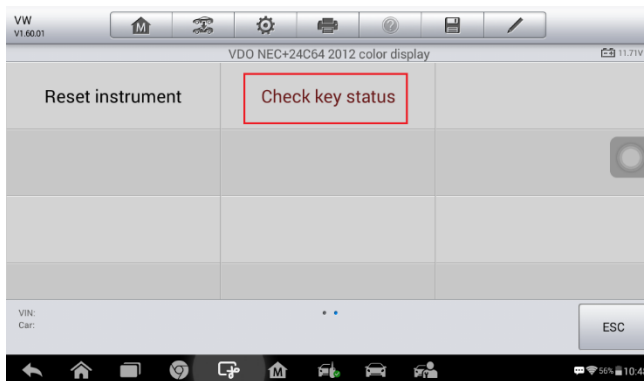 VW
V1.60.01
VDO NEC+24C64 2012 color display
11.71V
Reset instrument
Check key status
VIN:
Car:
ESC
56%